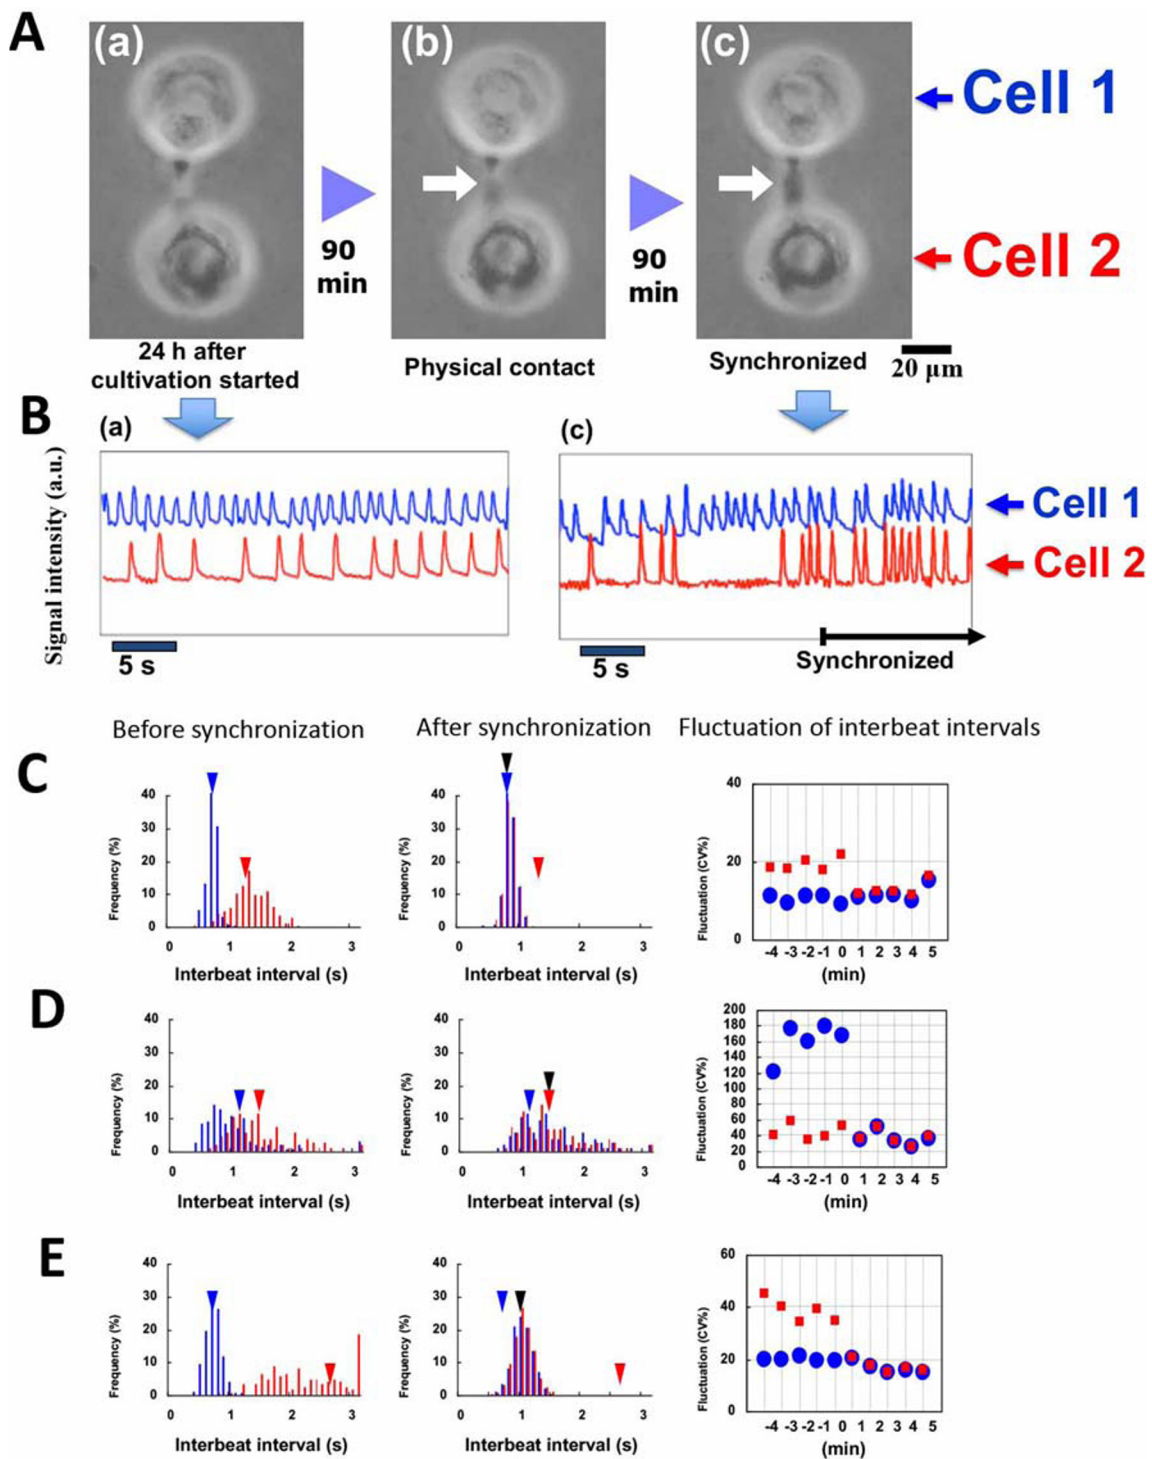 A
(a)
(b)
(c)
Cell 1
Cell 2
90
min
90
min
24 h after
cultivation started
Physical contact
Synchronized
20 µm
B
(a)
(c)
Signal intensity (a.u.)
Cell 1
Cell 2
5 s
5 s
Synchronized
Before synchronization
After synchronization
Fluctuation of interbeat intervals
C
Frequency (%)
40
30
20
10
0
0 1 2 3
Interbeat interval (s)
Frequency (%)
40
30
20
10
0
0 1 2 3
Interbeat interval (s)
Fluctuation (CV%)
40
20
0
-4 -3 -2 -1 0 1 2 3 4 5
(min)
D
Frequency (%)
40
30
20
10
0
0 1 2 3
Interbeat interval (s)
Frequency (%)
40
30
20
10
0
0 1 2 3
Interbeat interval (s)
Fluctuation (CV%)
200
180
160
140
120
100
80
60
40
20
0
-4 -3 -2 -1 0 1 2 3 4 5
(min)
E
Frequency (%)
40
30
20
10
0
0 1 2 3
Interbeat interval (s)
Frequency (%)
40
30
20
10
0
0 1 2 3
Interbeat interval (s)
Fluctuation (CV%)
60
40
20
0
-4 -3 -2 -1 0 1 2 3 4 5
(min)